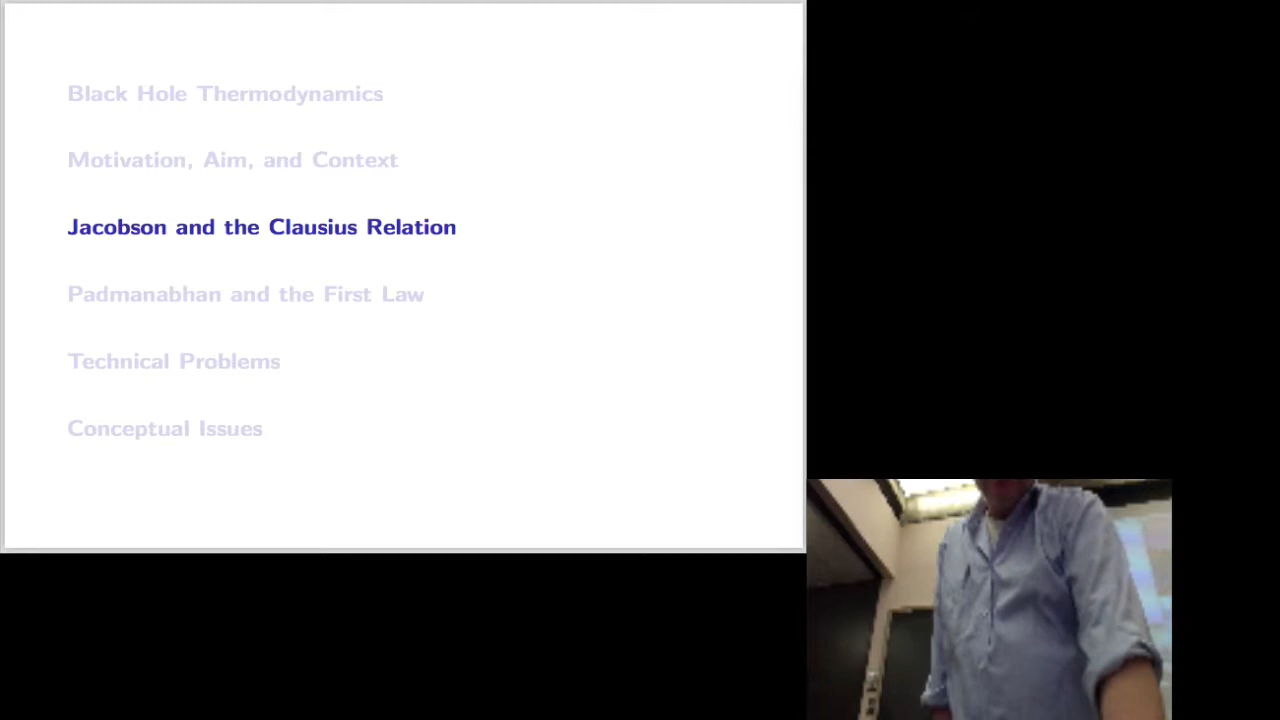 Black Hole Thermodynamics
Motivation, Aim, and Context
Jacobson and the Clausius Relation
Padmanabhan and the First Law
Technical Problems
Conceptual Issues